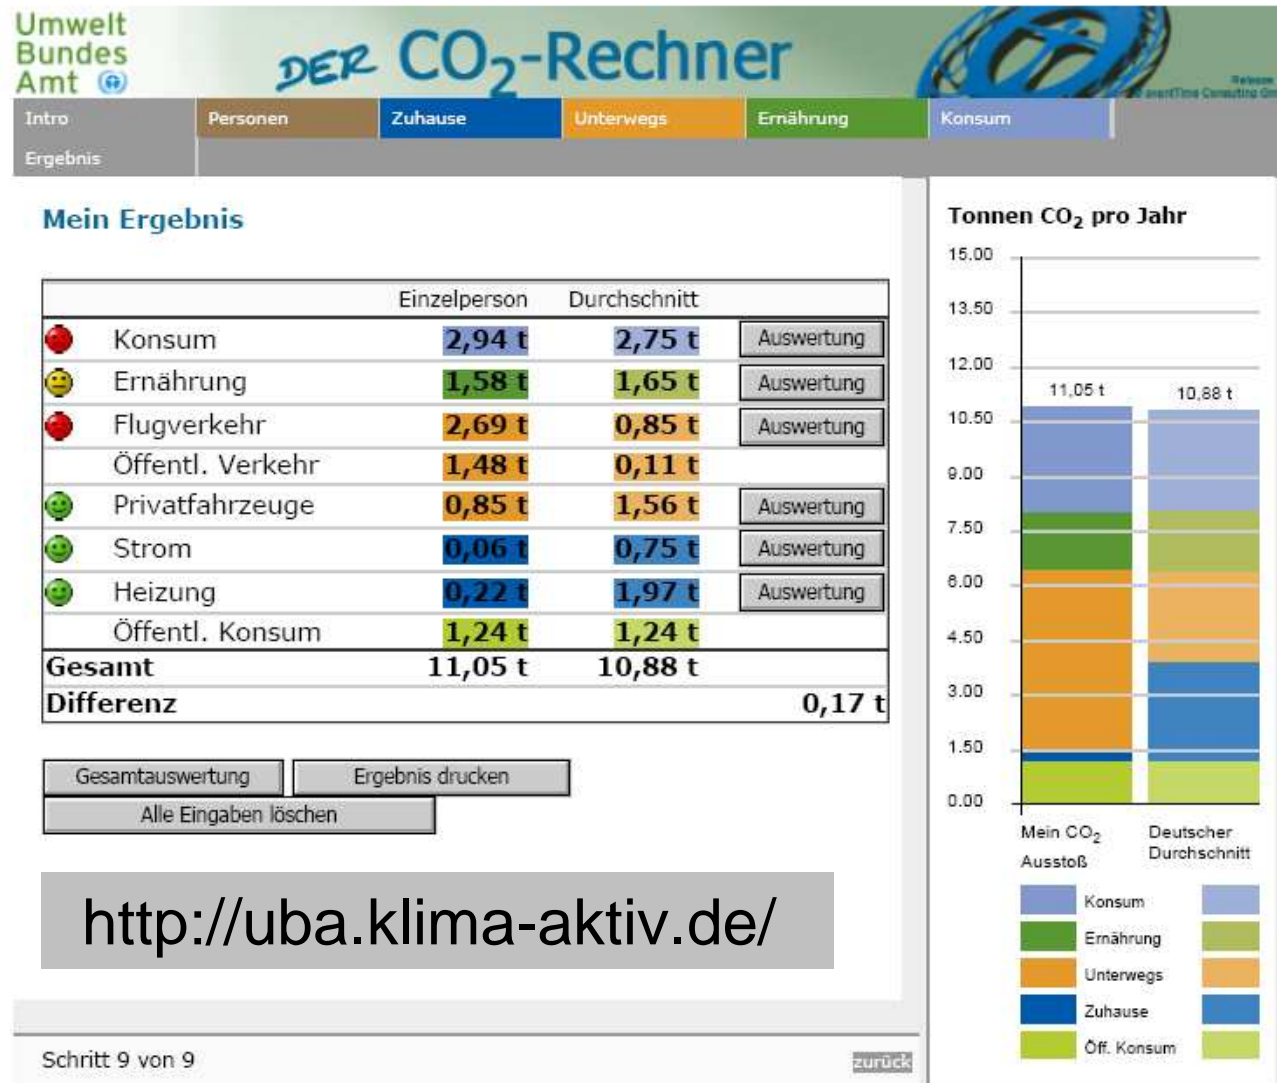 Umwelt
Bundes
Amt
DER CO₂-Rechner
Release
Intro Personen Zuhause Unterwegs Ernährung Konsum
Ergebnis
Mein Ergebnis
Einzelperson Durchschnitt
Konsum 2,94 t 2,75 t Auswertung
Ernährung 1,58 t 1,65 t Auswertung
Flugverkehr 2,69 t 0,85 t Auswertung
Öffentl. Verkehr 1,48 t 0,11 t
Privatfahrzeuge 0,85 t 1,56 t Auswertung
Strom 0,06 t 0,75 t Auswertung
Heizung 0,22 t 1,97 t Auswertung
Öffentl. Konsum 1,24 t 1,24 t
Gesamt 11,05 t 10,88 t
Differenz 0,17 t
Gesamtauswertung Ergebnis drucken
Alle Eingaben löschen
http://uba.klima-aktiv.de/
Schritt 9 von 9 zurück
Tonnen CO₂ pro Jahr
15.00
13.50
12.00
11,05 t 10,88 t
10.50
9.00
7.50
6.00
4.50
3.00
1.50
0.00
Mein CO₂ Ausstoß
Deutscher Durchschnitt
Konsum
Ernährung
Unterwegs
Zuhause
Öff. Konsum